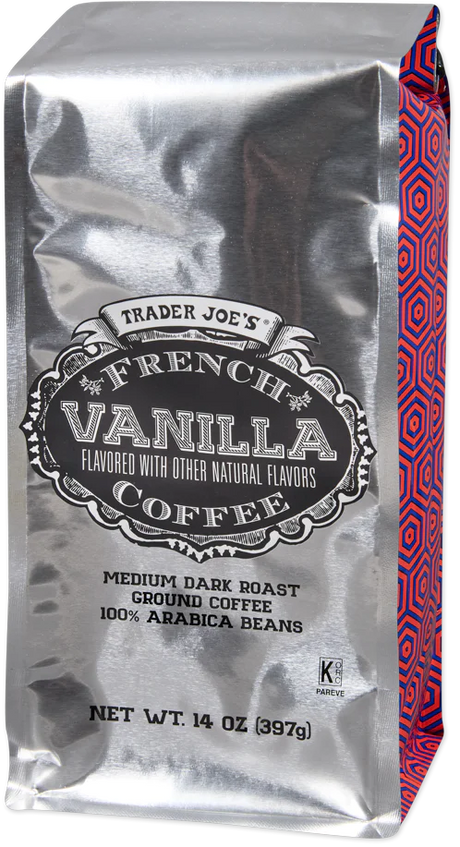 TRADER JOE'S®
FRENCH
VANILLA
FLAVORED WITH OTHER NATURAL FLAVORS
COFFEE
MEDIUM DARK ROAST
GROUND COFFEE
100% ARABICA BEANS
K ORC
PAREVE
NET WT. 14 OZ (397g)